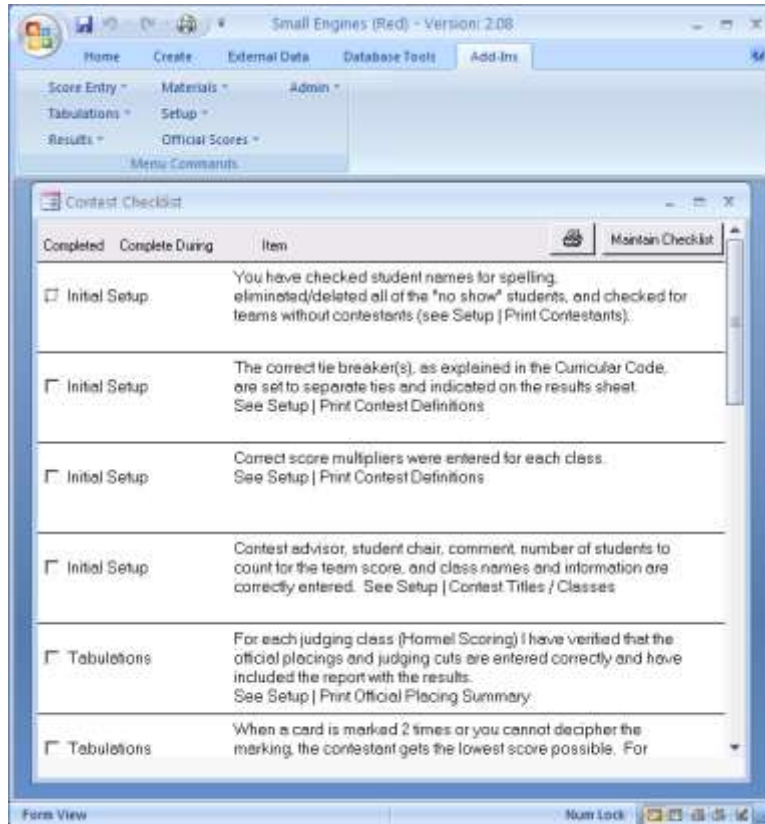 Small Engines (Red) - Version: 2.08
Home Create External Data Database Tools Add-Ins
Score Entry Materials Admin
Tabulations Setup
Results Official Scores
Menu Commands
Contest Checklist
Completed Complete During Item Maintain Checklist
You have checked student names for spelling,
Initial Setup eliminated/deleted all of the "no show" students, and checked for
teams without contestants (see Setup | Print Contestants).
The correct tie breaker(s), as explained in the Curricular Code,
Initial Setup are set to separate ties and indicated on the results sheet.
See Setup | Print Contest Definitions
Correct score multipliers were entered for each class.
Initial Setup See Setup | Print Contest Definitions
Contest advisor, student chair, comment, number of students to
Initial Setup count for the team score, and class names and information are
correctly entered. See Setup | Contest Titles / Classes
For each judging class (Hormel Scoring) I have verified that the
Tabulations official placings and judging cuts are entered correctly and have
included the report with the results.
See Setup | Print Official Placing Summary
When a card is marked 2 times or you cannot decipher the
Tabulations marking, the contestant gets the lowest score possible. For
Form View Num Lock